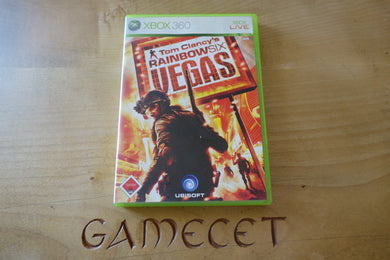 XBOX 360
LIVE
Tom Clancy's
RAINBOWSIX
VEGAS
UBISOFT
GAMECET